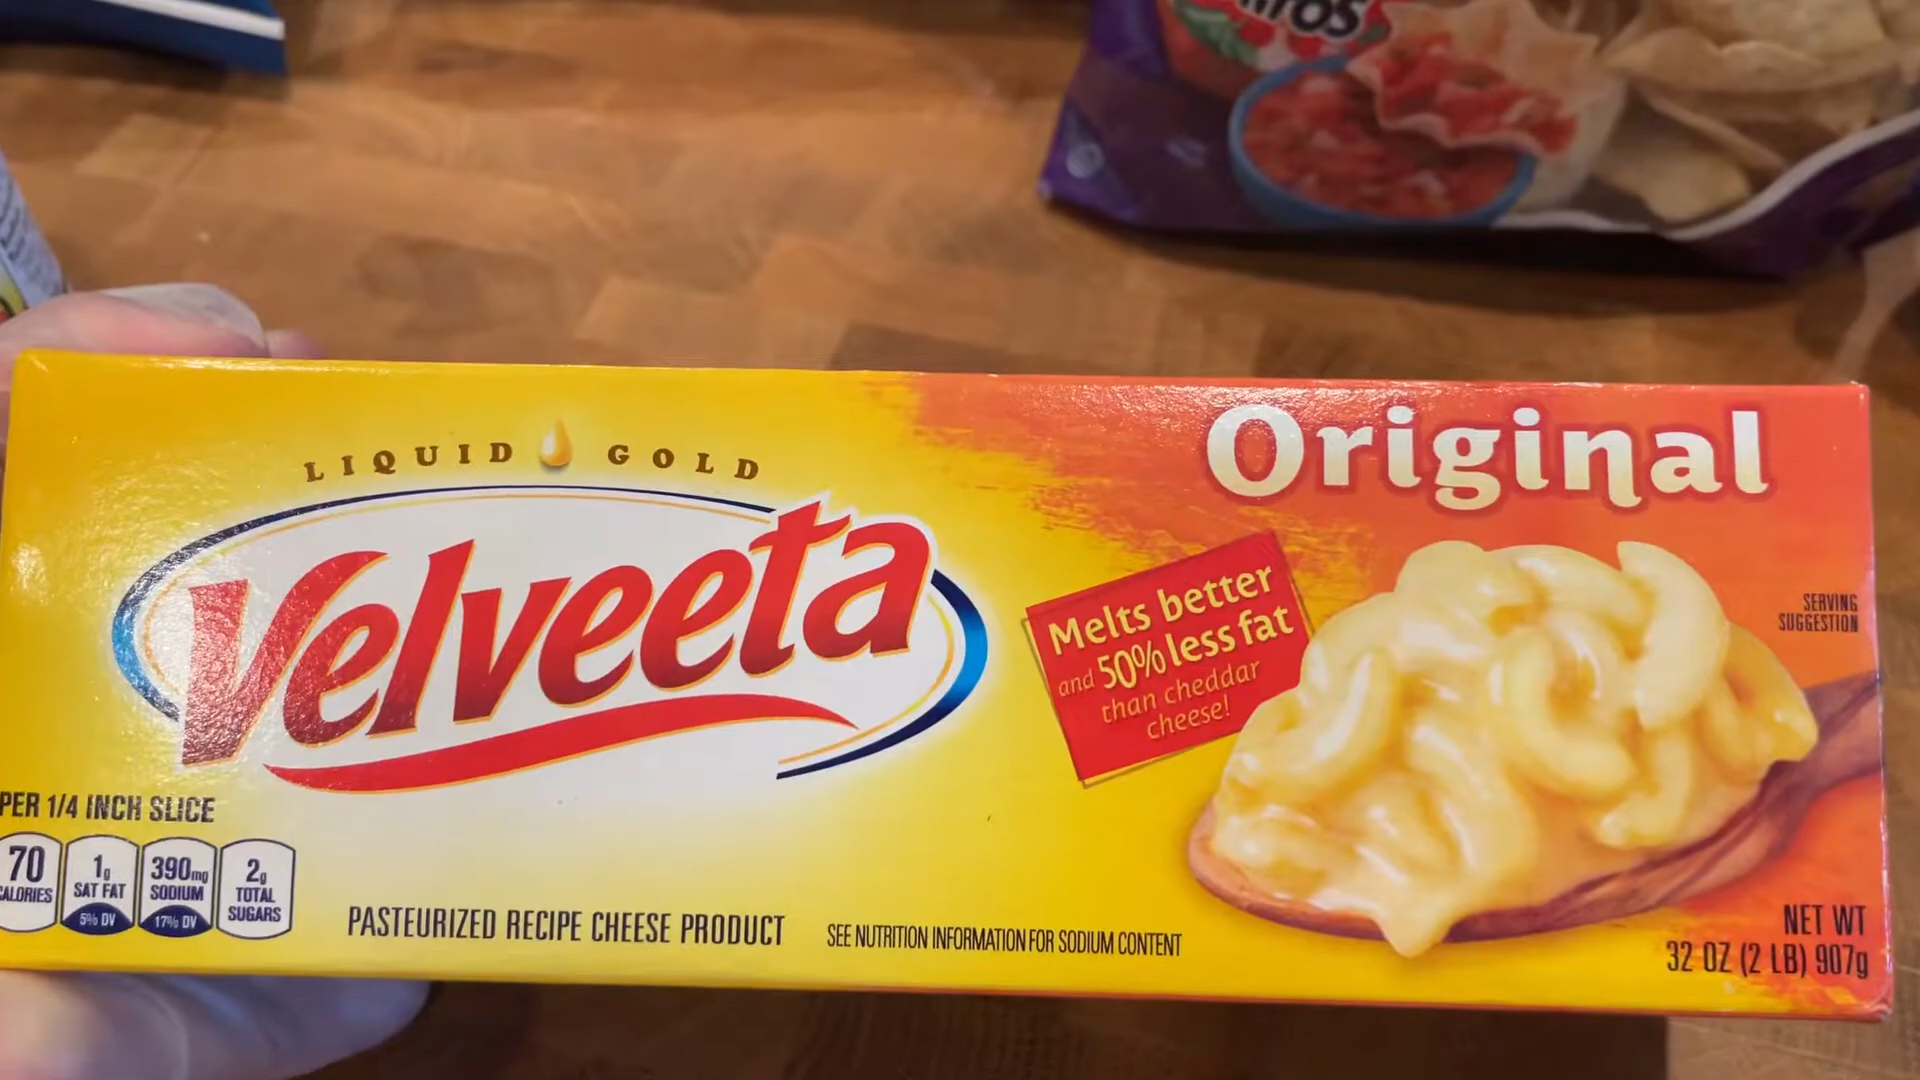 LIQUID GOLD
Velveeta
Original
Melts better
and 50% less fat
than cheddar
cheese!
SERVING
SUGGESTION
PER 1/4 INCH SLICE
70
CALORIES
1g
SAT FAT
5% DV
390mg
SODIUM
17% DV
2g
TOTAL
SUGARS
PASTEURIZED RECIPE CHEESE PRODUCT
SEE NUTRITION INFORMATION FOR SODIUM CONTENT
NET WT
32 OZ (2 LB) 907g